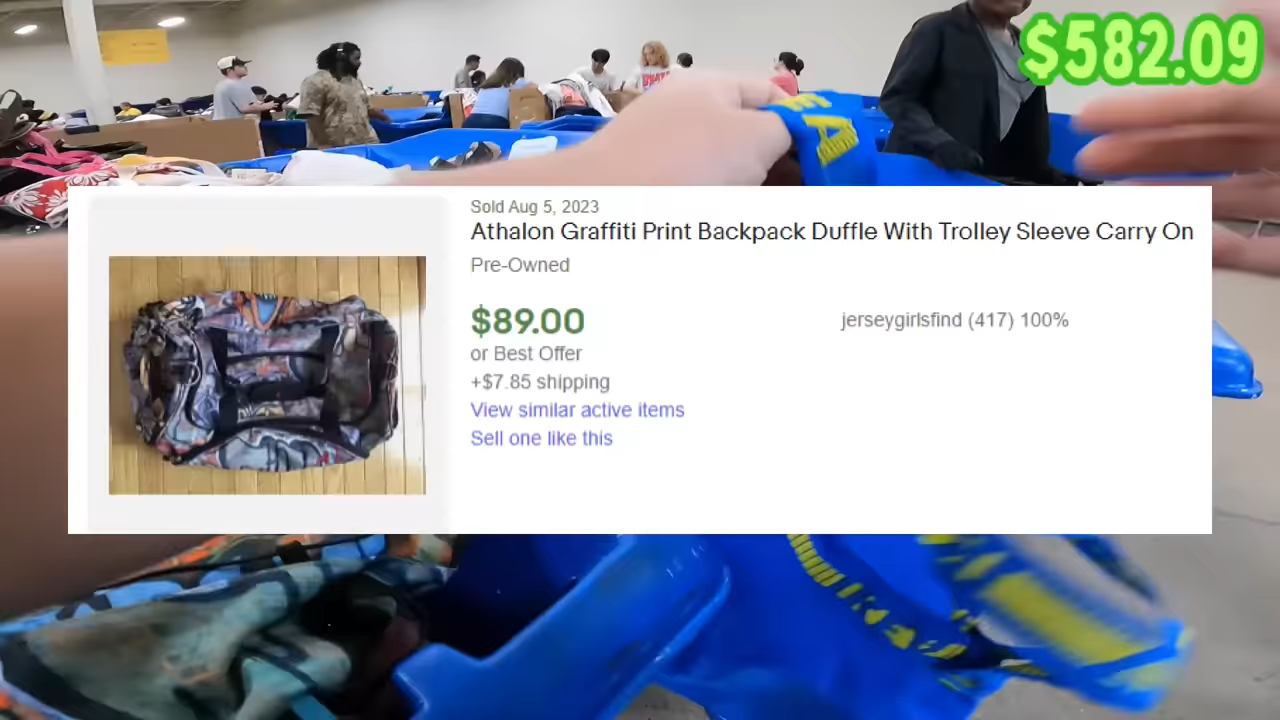 $582.09
Sold Aug 5, 2023
Athalon Graffiti Print Backpack Duffle With Trolley Sleeve Carry On
Pre-Owned
$89.00
jerseygirlsfind (417) 100%
or Best Offer
+$7.85 shipping
View similar active items
Sell one like this